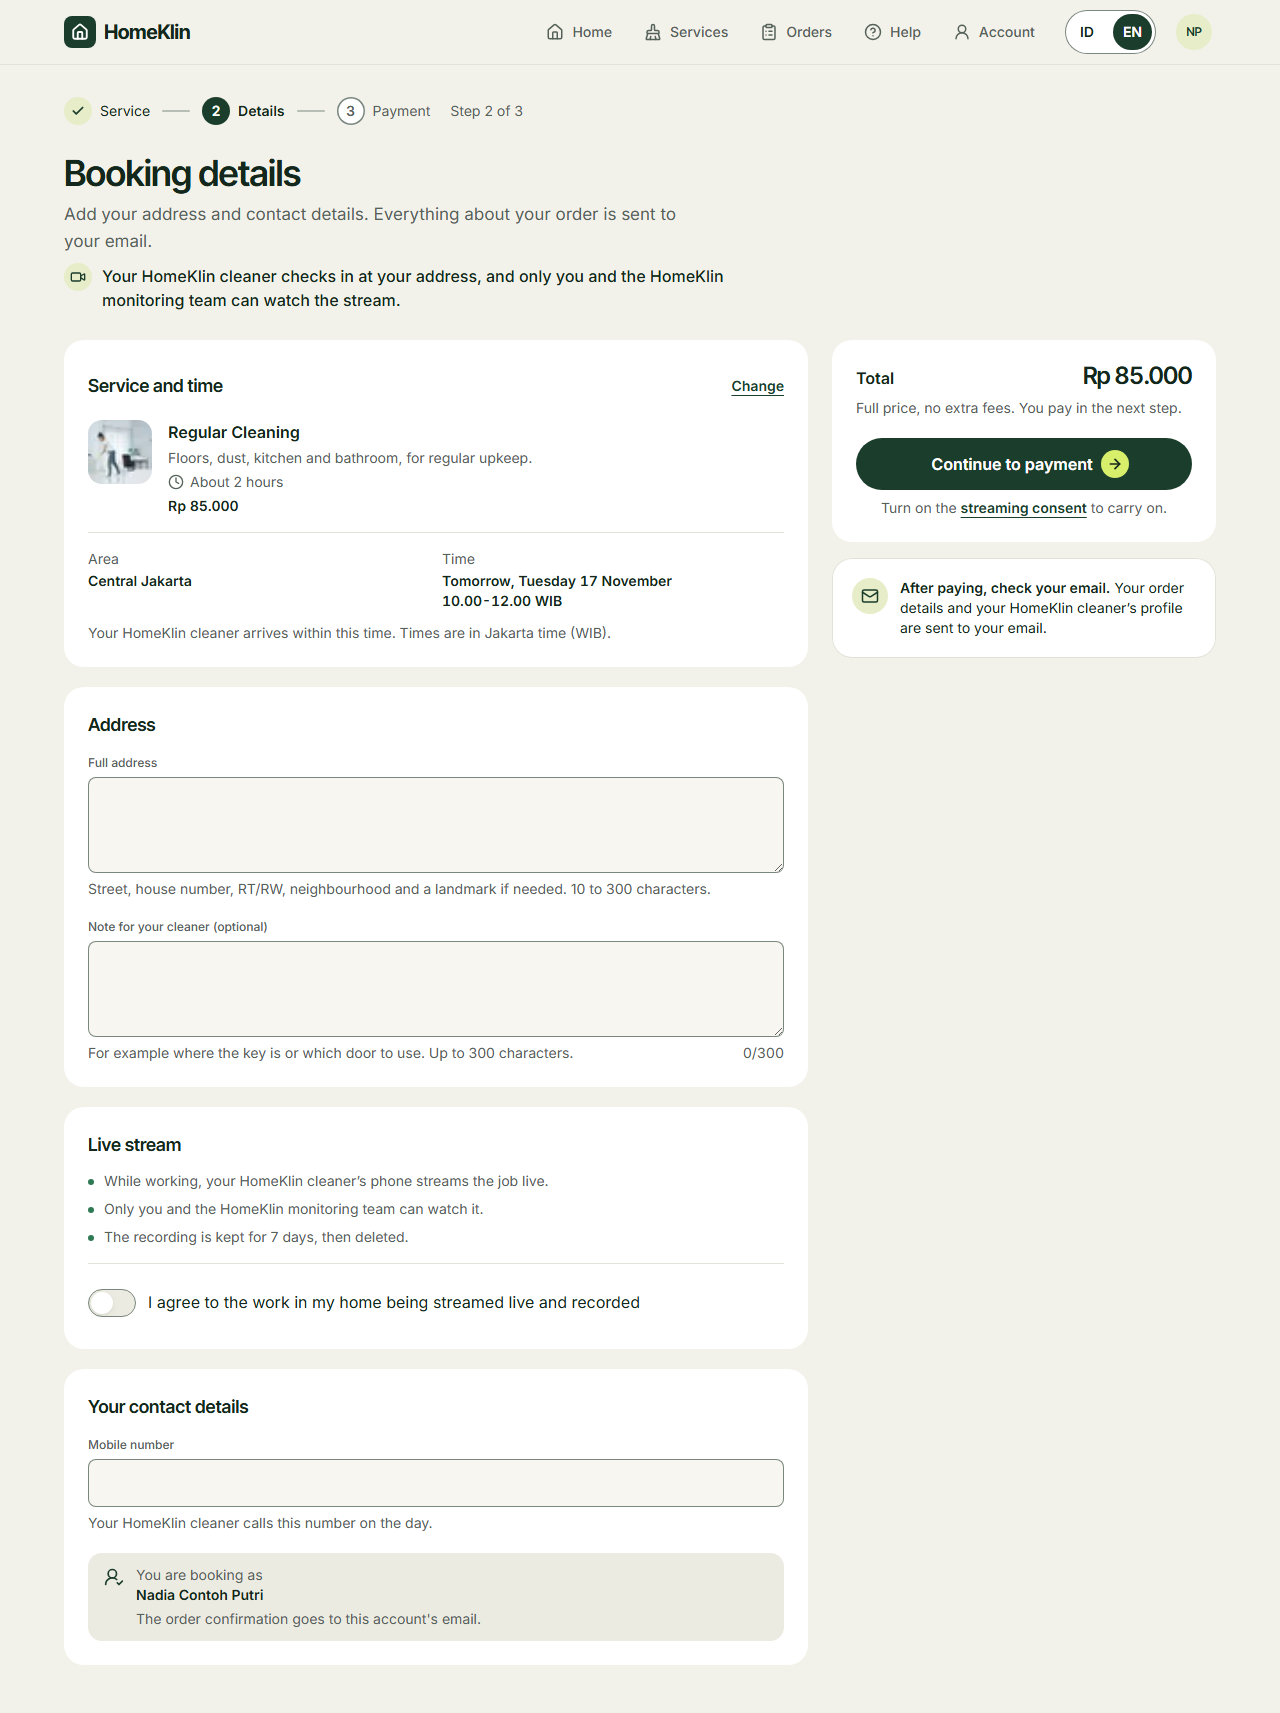 HomeKlin
Home
Services
Orders
Help
Account
ID
EN
NP
Service
2
Details
3
Payment
Step 2 of 3
Booking details
Add your address and contact details. Everything about your order is sent to
your email.
Your HomeKlin cleaner checks in at your address, and only you and the HomeKlin
monitoring team can watch the stream.
Service and time
Change
Regular Cleaning
Floors, dust, kitchen and bathroom, for regular upkeep.
About 2 hours
Rp 85.000
Area
Central Jakarta
Time
Tomorrow, Tuesday 17 November
10.00-12.00 WIB
Your HomeKlin cleaner arrives within this time. Times are in Jakarta time (WIB).
Total
Rp 85.000
Full price, no extra fees. You pay in the next step.
Continue to payment
Turn on the streaming consent to carry on.
After paying, check your email. Your order
details and your HomeKlin cleaner’s profile
are sent to your email.
Address
Full address
Street, house number, RT/RW, neighbourhood and a landmark if needed. 10 to 300 characters.
Note for your cleaner (optional)
For example where the key is or which door to use. Up to 300 characters.
0/300
Live stream
While working, your HomeKlin cleaner’s phone streams the job live.
Only you and the HomeKlin monitoring team can watch it.
The recording is kept for 7 days, then deleted.
I agree to the work in my home being streamed live and recorded
Your contact details
Mobile number
Your HomeKlin cleaner calls this number on the day.
You are booking as
Nadia Contoh Putri
The order confirmation goes to this account's email.